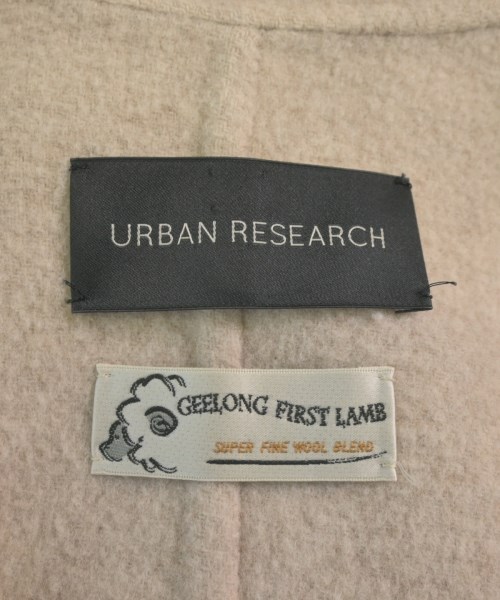 URBAN RESEARCH
GEELONG FIRST LAMB
SUPER FINE WOOL BLEND